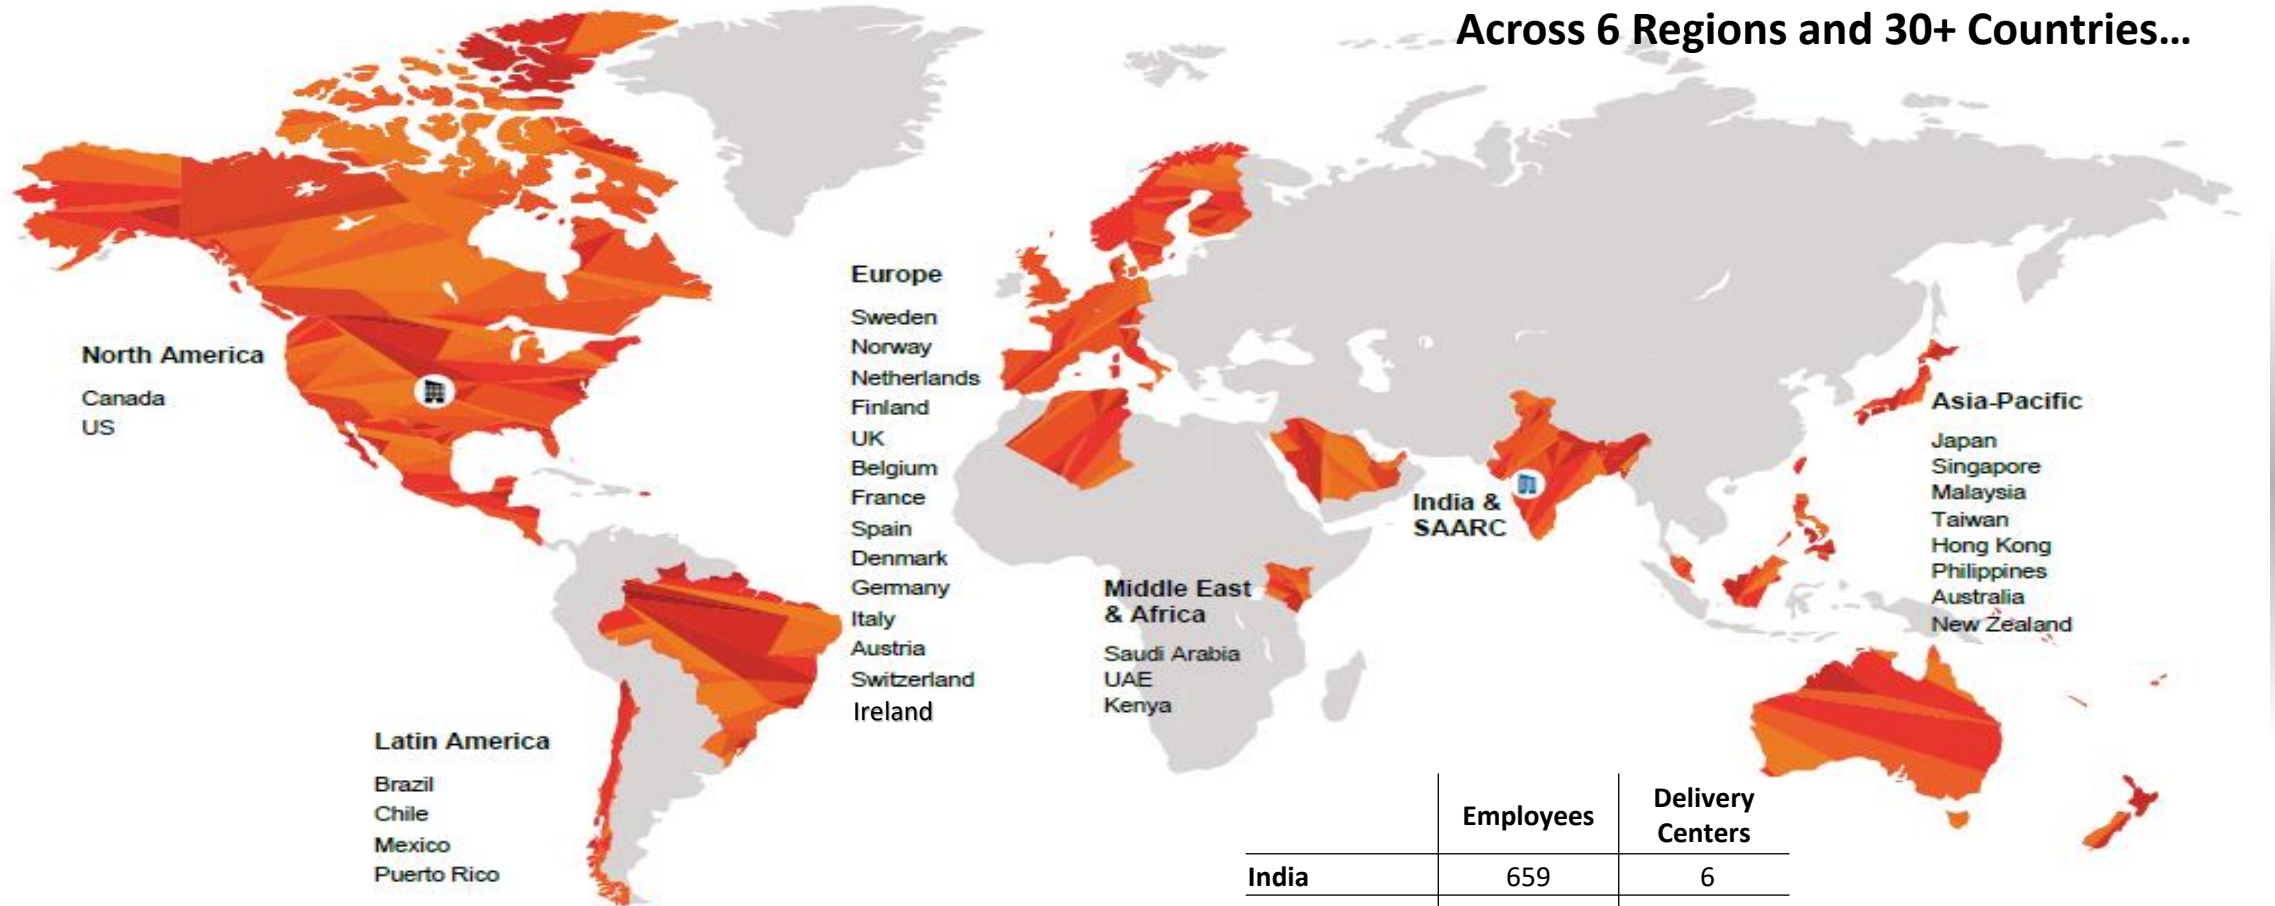 Across 6 Regions and 30+ Countries…
North America
Canada
US
Latin America
Brazil
Chile
Mexico
Puerto Rico
Europe
Sweden
Norway
Netherlands
Finland
UK
Belgium
France
Spain
Denmark
Germany
Italy
Austria
Switzerland
Ireland
Middle East
& Africa
Saudi Arabia
UAE
Kenya
India &
SAARC
Asia-Pacific
Japan
Singapore
Malaysia
Taiwan
Hong Kong
Philippines
Australia
New Zealand
Employees Delivery
Centers
India 659 6